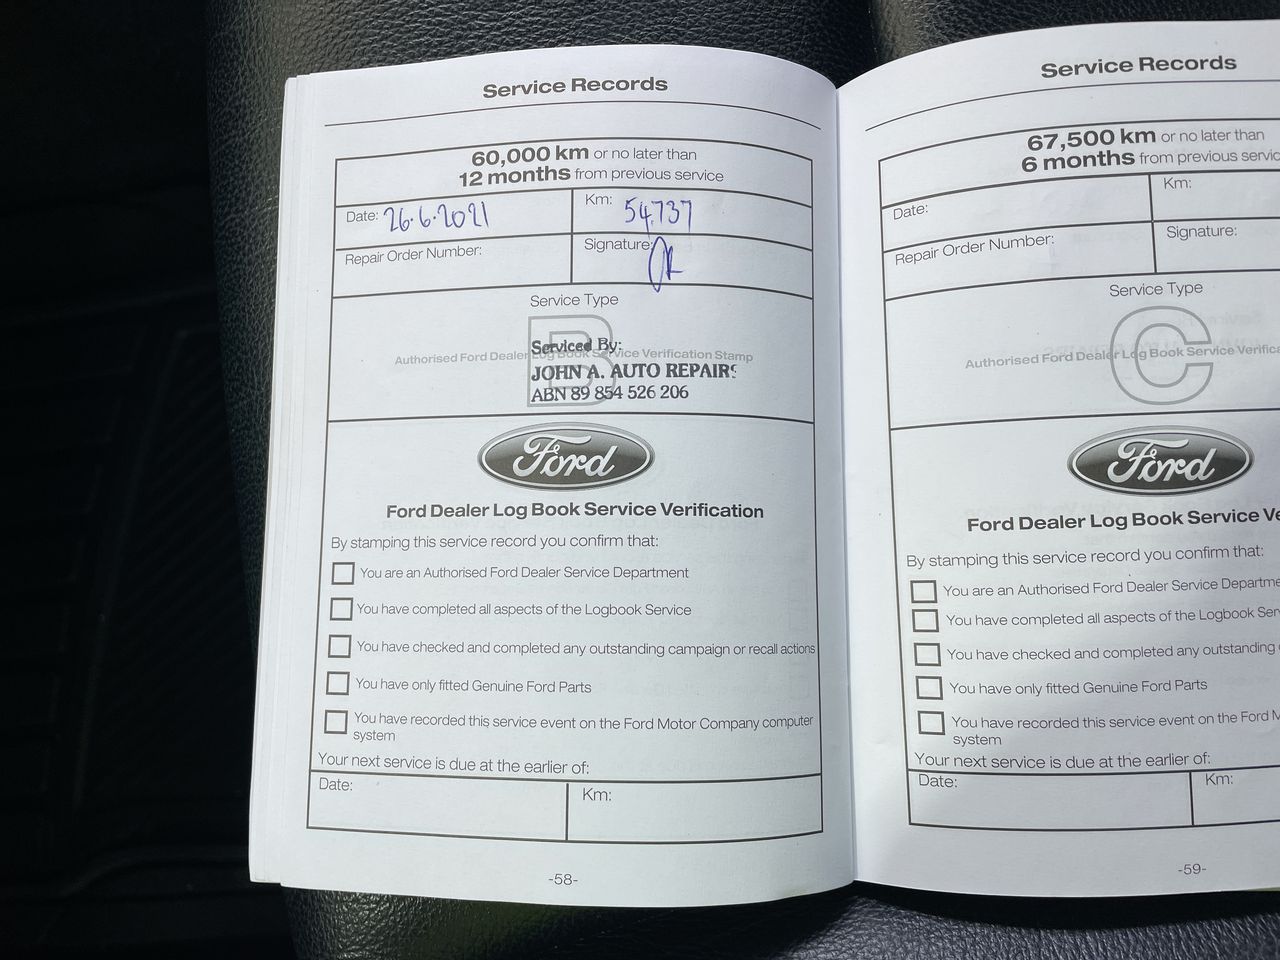 Service Records
60,000 km or no later than
12 months from previous service
Date: 26.6.2021
Km: 54,737
Repair Order Number:
Signature:
Service Type
B
Authorised Ford Dealer Log Book Service Verification Stamp
Serviced By:
JOHN A. AUTO REPAIRS
ABN 89 854 526 206
Ford
Ford Dealer Log Book Service Verification
By stamping this service record you confirm that:
You are an Authorised Ford Dealer Service Department
You have completed all aspects of the Logbook Service
You have checked and completed any outstanding campaign or recall actions
You have only fitted Genuine Ford Parts
You have recorded this service event on the Ford Motor Company computer
system
Your next service is due at the earlier of:
Date:
Km:
-58-
Service Records
67,500 km or no later than
6 months from previous servic
Date:
Km:
Repair Order Number:
Signature:
Service Type
C
Authorised Ford Dealer Log Book Service Verifica
Ford
Ford Dealer Log Book Service Ve
By stamping this service record you confirm that:
You are an Authorised Ford Dealer Service Departme
You have completed all aspects of the Logbook Ser
You have checked and completed any outstanding
You have only fitted Genuine Ford Parts
You have recorded this service event on the Ford M
system
Your next service is due at the earlier of:
Date:
Km:
-59-